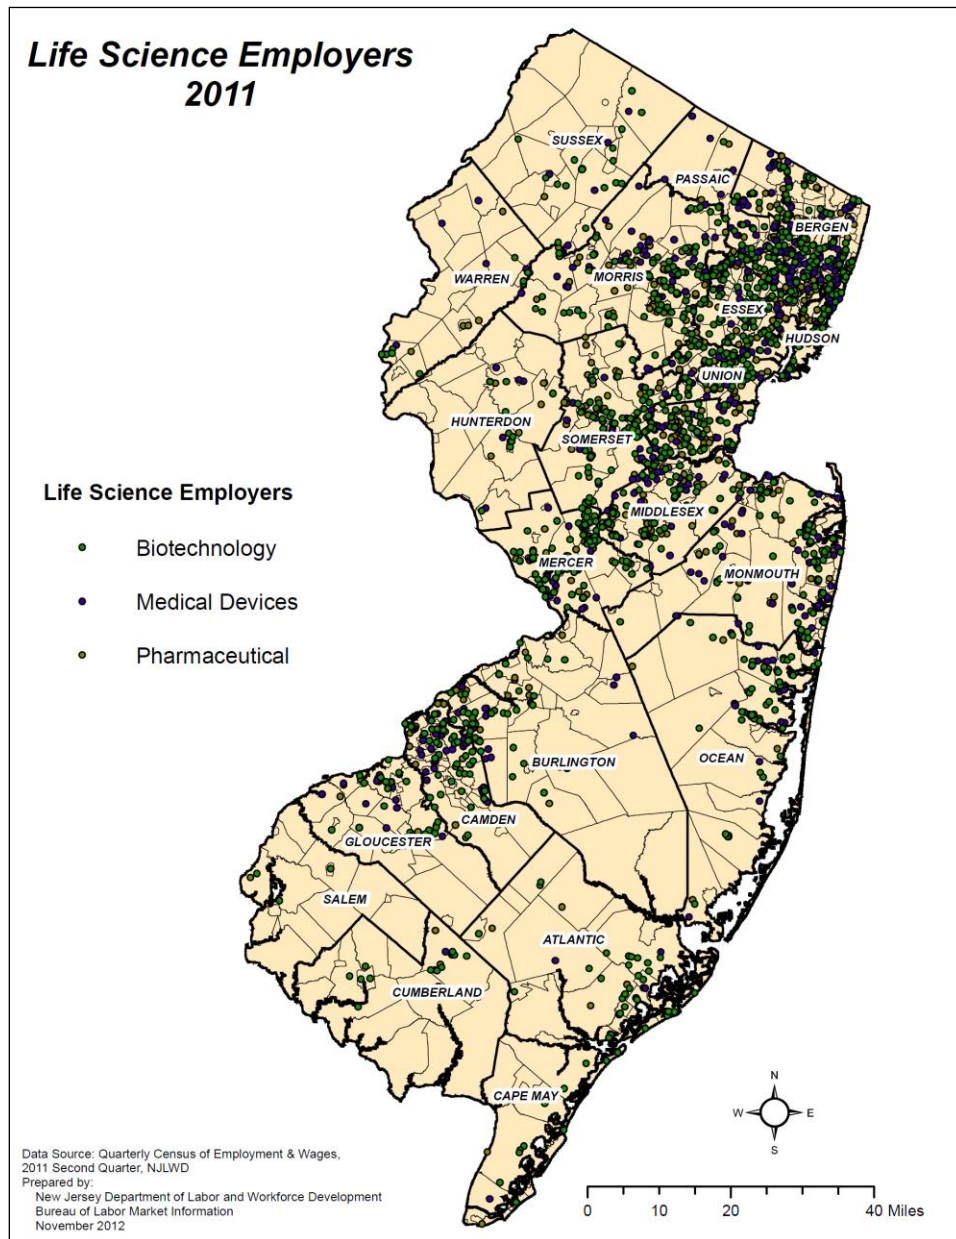 Life Science Employers
2011
SUSSEX
PASSAIC
BERGEN
WARREN
MORRIS
ESSEX
HUDSON
UNION
HUNTERDON
SOMERSET
Life Science Employers
MIDDLESEX
Biotechnology
MERCER
MONMOUTH
Medical Devices
Pharmaceutical
OCEAN
BURLINGTON
CAMDEN
GLOUCESTER
SALEM
ATLANTIC
CUMBERLAND
CAPE MAY
N
W E
S
Data Source: Quarterly Census of Employment & Wages,
2011 Second Quarter, NJLWD
Prepared by:
New Jersey Department of Labor and Workforce Development
Bureau of Labor Market Information
November 2012
0 10 20 40 Miles